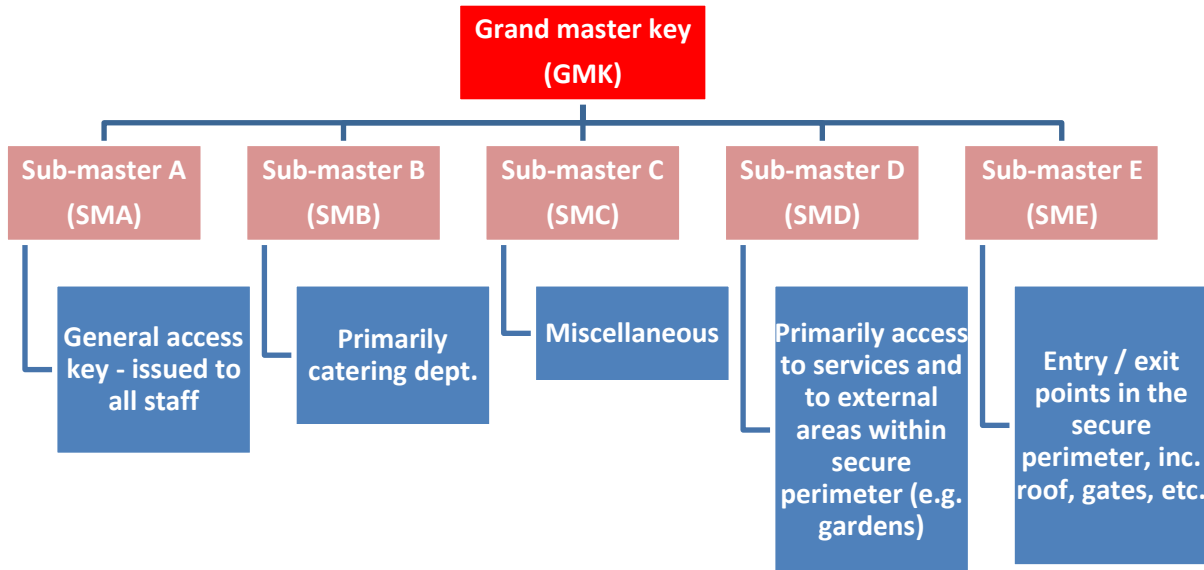 Grand master key
(GMK)
Sub-master A
(SMA)
Sub-master B
(SMB)
Sub-master C
(SMC)
Sub-master D
(SMD)
Sub-master E
(SME)
General access
key - issued to
all staff
Primarily
catering dept.
Miscellaneous
Primarily access
to services and
to external
areas within
secure
perimeter (e.g.
gardens)
Entry / exit
points in the
secure
perimeter, inc.
roof, gates, etc.